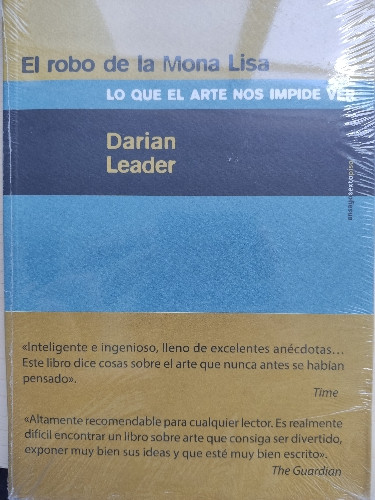 El robo de la Mona Lisa
LO QUE EL ARTE NOS IMPIDE VER
Darian
Leader
ensayosextopiso
«Inteligente e ingenioso, lleno de excelentes anécdotas...
Este libro dice cosas sobre el arte que nunca antes se habían
pensado».
Time
«Altamente recomendable para cualquier lector. Es realmente
difícil encontrar un libro sobre arte que consiga ser divertido,
exponer muy bien sus ideas y que esté muy bien escrito».
The Guardian